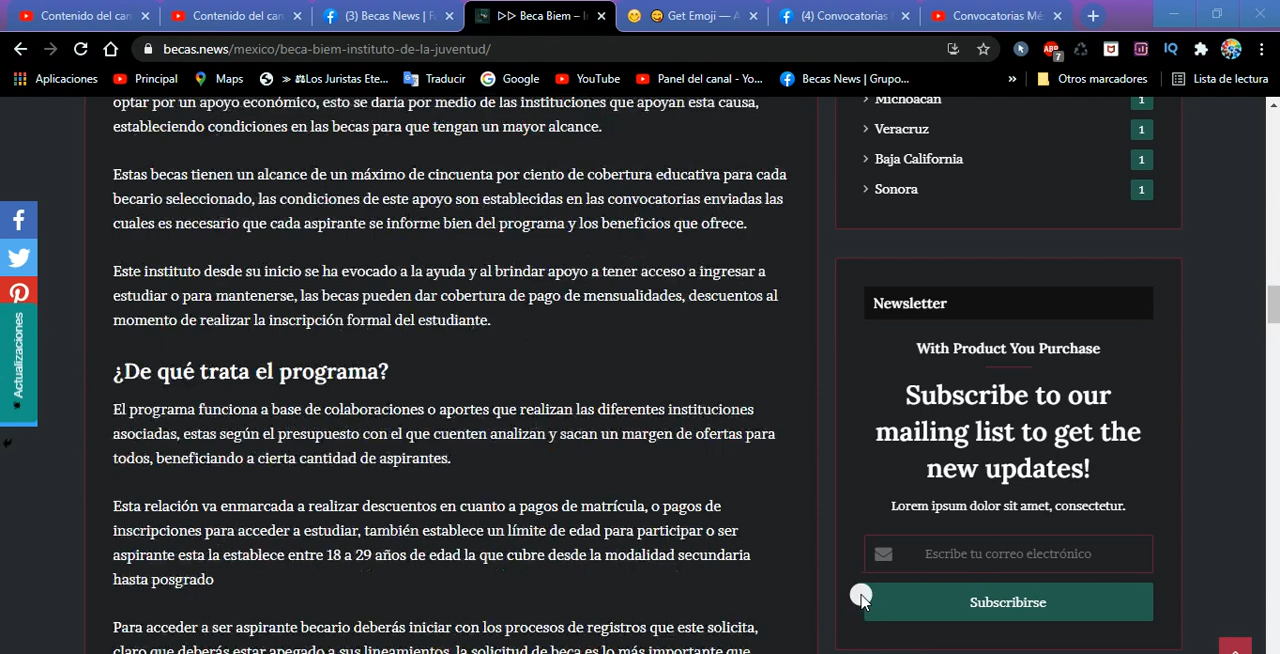 Contenido del can
Contenido del can
(3) Becas News | F
▷▷ Beca Biem – In
Get Emoji — A
(4) Convocatorias
Convocatorias Mé
becas.news/mexico/beca-biem-instituto-de-la-juventud/
ABP
7
IQ
Aplicaciones
Principal
Maps
» ⚖Los Juristas Ete...
Traducir
Google
YouTube
Panel del canal - Yo...
Becas News | Grupo...
»
Otros marcadores
Lista de lectura
optar por un apoyo económico, esto se daría por medio de las instituciones que apoyan esta causa,
estableciendo condiciones en las becas para que tengan un mayor alcance.
Estas becas tienen un alcance de un máximo de cincuenta por ciento de cobertura educativa para cada
becario seleccionado, las condiciones de este apoyo son establecidas en las convocatorias enviadas las
cuales es necesario que cada aspirante se informe bien del programa y los beneficios que ofrece.
Este instituto desde su inicio se ha evocado a la ayuda y al brindar apoyo a tener acceso a ingresar a
estudiar o para mantenerse, las becas pueden dar cobertura de pago de mensualidades, descuentos al
momento de realizar la inscripción formal del estudiante.
¿De qué trata el programa?
El programa funciona a base de colaboraciones o aportes que realizan las diferentes instituciones
asociadas, estas según el presupuesto con el que cuenten analizan y sacan un margen de ofertas para
todos, beneficiando a cierta cantidad de aspirantes.
Esta relación va enmarcada a realizar descuentos en cuanto a pagos de matrícula, o pagos de
inscripciones para acceder a estudiar, también establece un límite de edad para participar o ser
aspirante esta la establece entre 18 a 29 años de edad la que cubre desde la modalidad secundaria
hasta posgrado
Para acceder a ser aspirante becario deberás iniciar con los procesos de registros que este solicita,
claro que deberás estar apegado a sus lineamientos, la solicitud de beca es lo más importante que
Actualizaciones
Michoacán 1
Veracruz 1
Baja California 1
Sonora 1
Newsletter
With Product You Purchase
Subscribe to our
mailing list to get the
new updates!
Lorem ipsum dolor sit amet, consectetur.
Escribe tu correo electrónico
Subscribirse